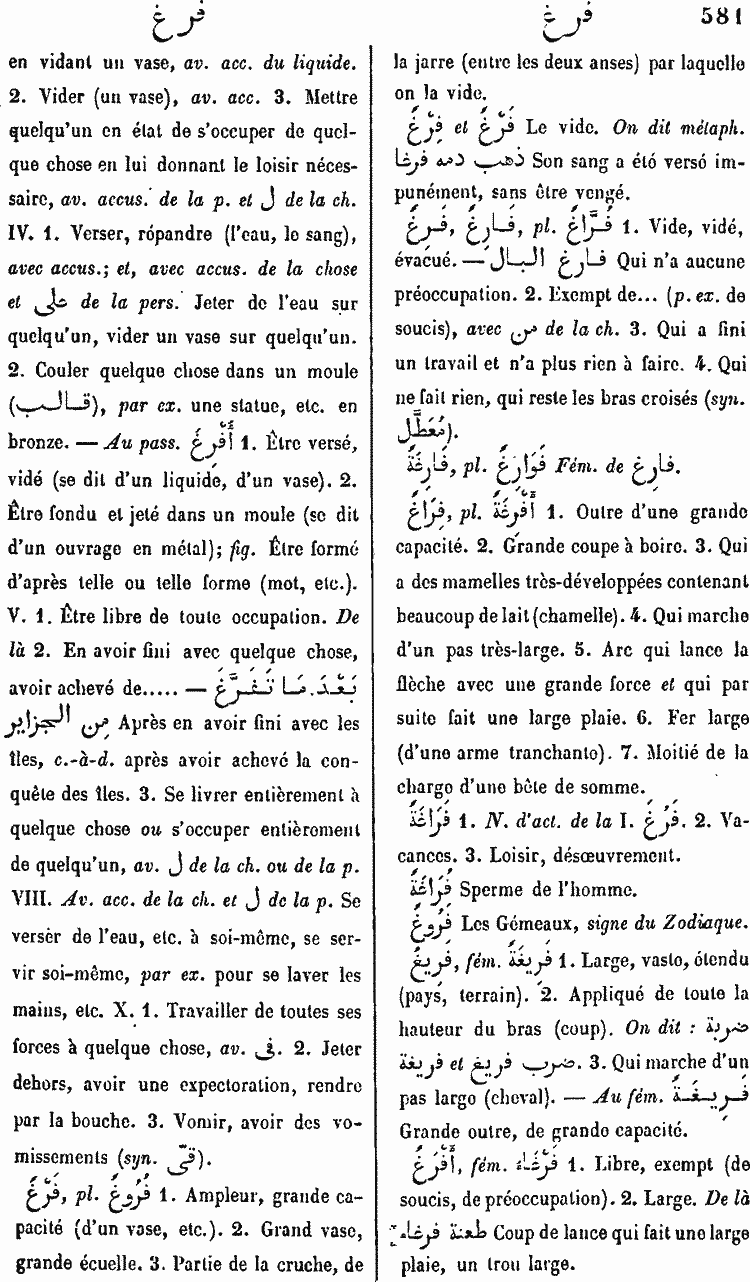 فرغ فرغ 581
en vidant un vase, av. acc. du liquide.
2. Vider (un vase), av. acc. 3. Mettre
quelqu'un en état de s'occuper de quel-
que chose en lui donnant le loisir néces-
saire, av. accus. de la p. et ل de la ch.
IV. 1. Verser, répandre (l'eau, le sang),
avec accus.; et, avec accus. de la chose
et على de la pers. Jeter de l'eau sur
quelqu'un, vider un vase sur quelqu'un.
2. Couler quelque chose dans un moule
(قالب), par ex. une statue, etc. en
bronze. — Au pass. أُفْرِغَ 1. Être versé,
vidé (se dit d'un liquide, d'un vase). 2.
Être fondu et jeté dans un moule (se dit
d'un ouvrage en métal); fig. Être formé
d'après telle ou telle forme (mot, etc.).
V. 1. Être libre de toute occupation. De
là 2. En avoir fini avec quelque chose,
avoir achevé de..... — بَعْدَ مَا تَفَرَّغَ
من الجزاير Après en avoir fini avec les
îles, c.-à-d. après avoir achevé la con-
quête des îles. 3. Se livrer entièrement à
quelque chose ou s'occuper entièrement
de quelqu'un, av. ل de la ch. ou de la p.
VIII. Av. acc. de la ch. et ل de la p. Se
verser de l'eau, etc. à soi-même, se ser-
vir soi-même, par ex. pour se laver les
mains, etc. X. 1. Travailler de toutes ses
forces à quelque chose, av. في. 2. Jeter
dehors, avoir une expectoration, rendre
par la bouche. 3. Vomir, avoir des vo-
missements (syn. قىّ).
فَرْغٌ, pl. فُرُوغٌ 1. Ampleur, grande ca-
pacité (d'un vase, etc.). 2. Grand vase,
grande écuelle. 3. Partie de la cruche, de
la jarre (entre les deux anses) par laquelle
on la vide.
فَرْغٌ et فِرْغٌ Le vide. On dit métaph.
ذهب دمه فرغا Son sang a été versé im-
punément, sans être vengé.
فَرِغٌ, فَارِغٌ, pl. فُرَّاغٌ 1. Vide, vidé,
évacué. — فارغ البال Qui n'a aucune
préoccupation. 2. Exempt de... (p. ex. de
soucis), avec من de la ch. 3. Qui a fini
un travail et n'a plus rien à faire. 4. Qui
ne fait rien, qui reste les bras croisés (syn.
مُعَطَّل).
فَارِغَةٌ, pl. فَوَارِغُ Fém. de فارغ.
فِرَاغٌ, pl. أَفْرِغَةٌ 1. Outre d'une grande
capacité. 2. Grande coupe à boire. 3. Qui
a des mamelles très-développées contenant
beaucoup de lait (chamelle). 4. Qui marche
d'un pas très-large. 5. Arc qui lance la
flèche avec une grande force et qui par
suite fait une large plaie. 6. Fer large
(d'une arme tranchante). 7. Moitié de la
charge d'une bête de somme.
فَرَاغَةٌ 1. N. d'act. de la I. فَرُغَ. 2. Va-
cances. 3. Loisir, désœuvrement.
فُرَاغَةٌ Sperme de l'homme.
فُرُوغٌ Les Gémeaux, signe du Zodiaque.
فَرِيغٌ, fém. فَرِيغَةٌ 1. Large, vaste, étendu
(pays, terrain). 2. Appliqué de toute la
hauteur du bras (coup). On dit : ضربة
فريغة et ضرب فريغ. 3. Qui marche d'un
pas large (cheval). — Au fém. فَرِيغَةٌ
Grande outre, de grande capacité.
أَفْرَغُ, fém. فَرْغَاءُ 1. Libre, exempt (de
soucis, de préoccupation). 2. Large. De là
طعنة فرغاء Coup de lance qui fait une large
plaie, un trou large.